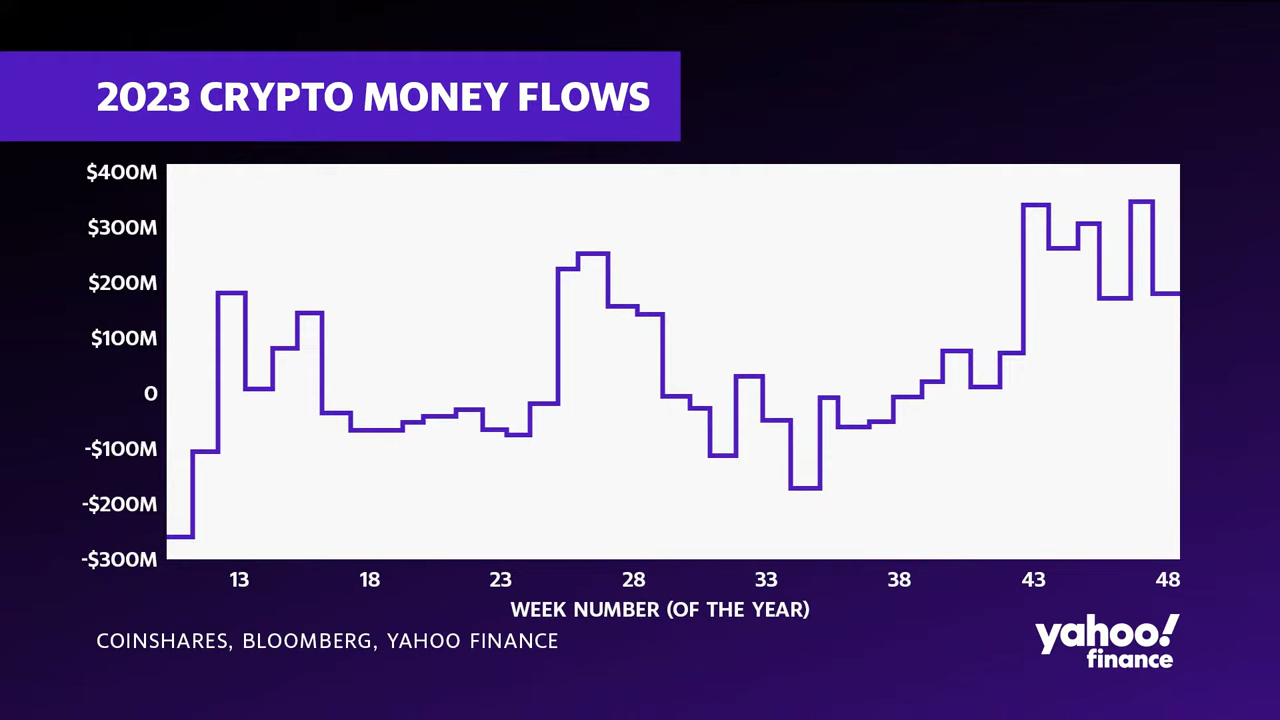 2023 CRYPTO MONEY FLOWS
$400M
$300M
$200M
$100M
0
-$100M
-$200M
-$300M
13 18 23 28 33 38 43 48
WEEK NUMBER (OF THE YEAR)
COINSHARES, BLOOMBERG, YAHOO FINANCE
yahoo!
finance